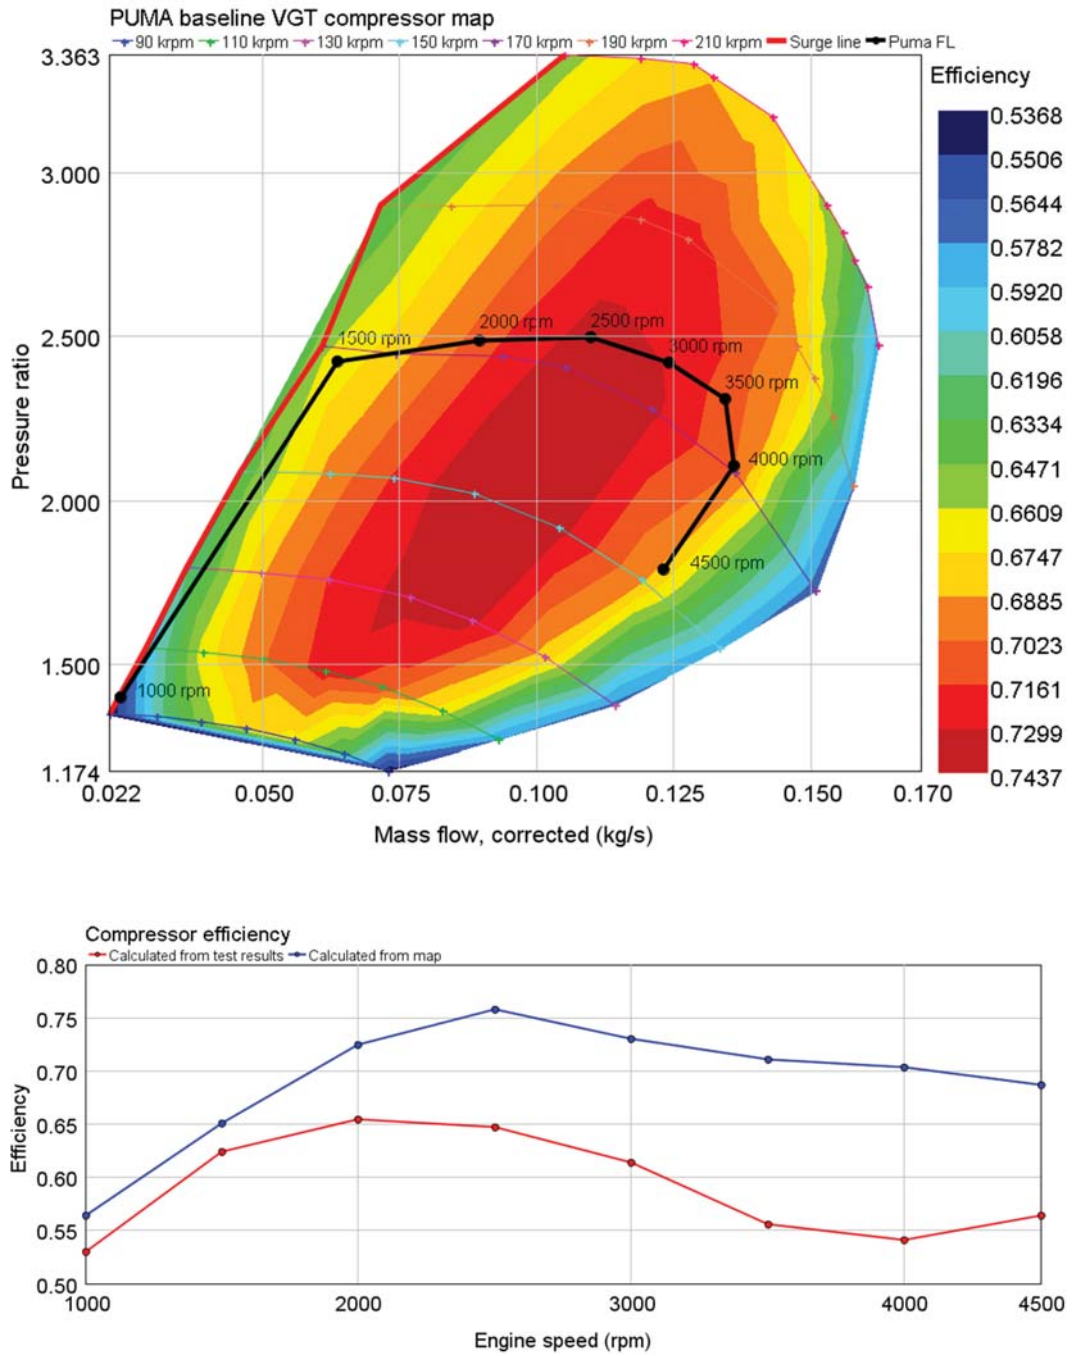 PUMA baseline VGT compressor map
90 krpm 110 krpm 130 krpm 150 krpm 170 krpm 190 krpm 210 krpm Surge line Puma FL
3.363
3.000
2.500
2.000
1.500
1.174
Pressure ratio
1000 rpm
1500 rpm
2000 rpm
2500 rpm
3000 rpm
3500 rpm
4000 rpm
4500 rpm
0.022 0.050 0.075 0.100 0.125 0.150 0.170
Mass flow, corrected (kg/s)
Efficiency
0.5368
0.5506
0.5644
0.5782
0.5920
0.6058
0.6196
0.6334
0.6471
0.6609
0.6747
0.6885
0.7023
0.7161
0.7299
0.7437
Compressor efficiency
Calculated from test results Calculated from map
0.80
0.75
0.70
0.65
0.60
0.55
0.50
Efficiency
1000 2000 3000 4000 4500
Engine speed (rpm)